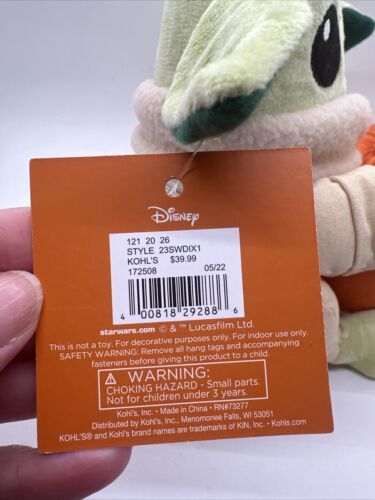 Disney
121 20 26
STYLE 23SWDIX1
KOHL'S $39.99
172508 05/22
4 00818 29288 6
starwars.com © & ™ Lucasfilm Ltd.
This is not a toy. For decorative purposes only. For indoor use only.
SAFETY WARNING: Remove all hang tags and accompanying
fasteners before giving this product to a child.
⚠ WARNING:
CHOKING HAZARD - Small parts.
Not for children under 3 years.
Kohl's, Inc. • Made in China • RN#73277
Distributed by Kohl's, Inc., Menomonee Falls, WI 53051
KOHL'S® and Kohl's brand names are trademarks of KIN, Inc. • Kohls.com